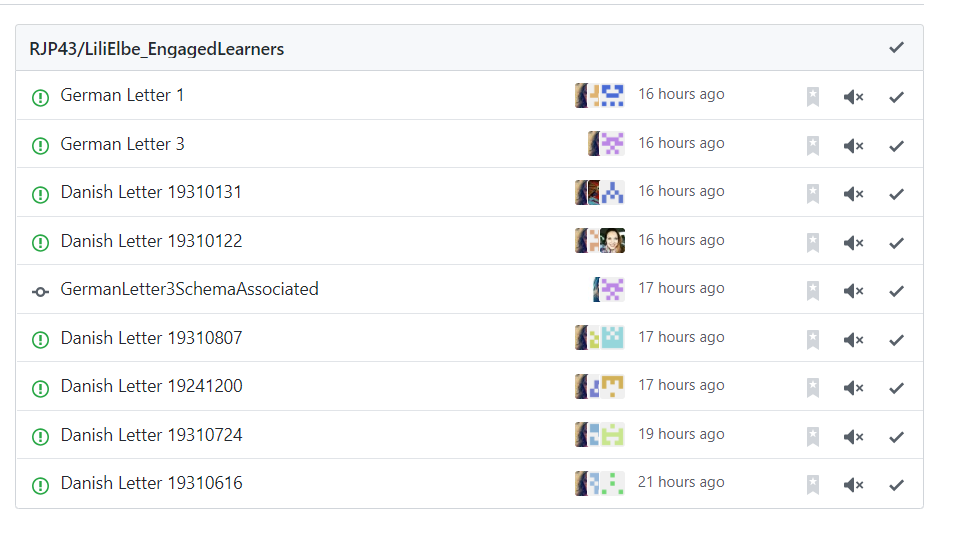 RJP43/LiliElbe_EngagedLearners
German Letter 1 16 hours ago
German Letter 3 16 hours ago
Danish Letter 19310131 16 hours ago
Danish Letter 19310122 16 hours ago
GermanLetter3SchemaAssociated 17 hours ago
Danish Letter 19310807 17 hours ago
Danish Letter 19241200 17 hours ago
Danish Letter 19310724 19 hours ago
Danish Letter 19310616 21 hours ago